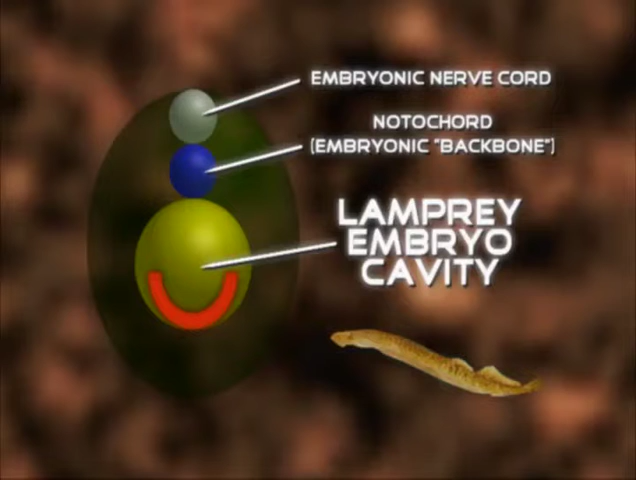 EMBRYONIC NERVE CORD
NOTOCHORD
(EMBRYONIC "BACKBONE")
LAMPREY
EMBRYO
CAVITY